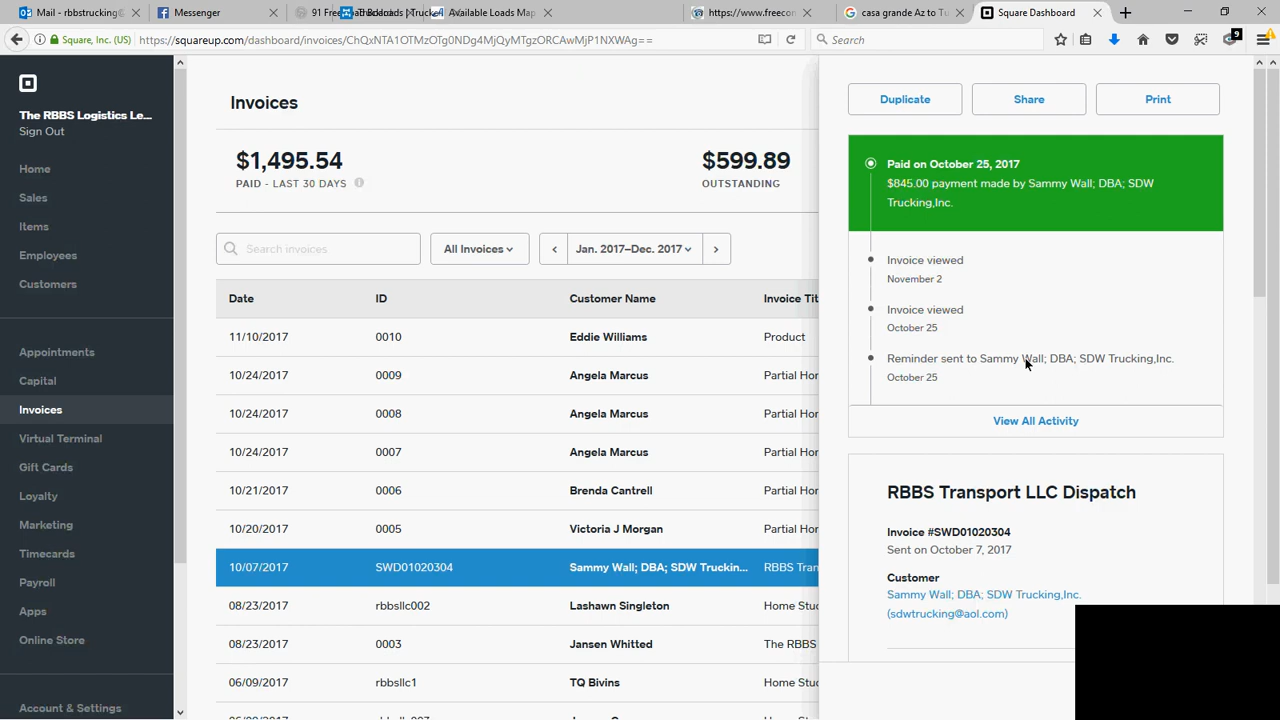 Mail - rbbstrucking@
Messenger
91 Free
Available Loads Map
https://www.freecon
casa grande Az to T
Square Dashboard
Square, Inc. (US)
https://squareup.com/dashboard/invoices/ChQxNTA1OTMzOTg0NDg4MjQyMTgzORCAwMjP1NXWAg==
Search
9
The RBBS Logistics Le...
Sign Out
Home
Sales
Items
Employees
Customers
Appointments
Capital
Invoices
Virtual Terminal
Gift Cards
Loyalty
Marketing
Timecards
Payroll
Apps
Online Store
Account & Settings
Invoices
$1,495.54
PAID - LAST 30 DAYS
$599.89
OUTSTANDING
Search invoices
All Invoices
Jan. 2017–Dec. 2017
Date ID Customer Name Invoice Tit
11/10/2017 0010 Eddie Williams Product
10/24/2017 0009 Angela Marcus Partial Hor
10/24/2017 0008 Angela Marcus Partial Hor
10/24/2017 0007 Angela Marcus Partial Hor
10/21/2017 0006 Brenda Cantrell Partial Hor
10/20/2017 0005 Victoria J Morgan Partial Hor
10/07/2017 SWD01020304 Sammy Wall; DBA; SDW Truckin... RBBS Tran
08/23/2017 rbbsllc002 Lashawn Singleton Home Stud
08/23/2017 0003 Jansen Whitted The RBBS
06/09/2017 rbbsllc1 TQ Bivins Home Stud
Duplicate
Share
Print
Paid on October 25, 2017
$845.00 payment made by Sammy Wall; DBA; SDW
Trucking,Inc.
Invoice viewed
November 2
Invoice viewed
October 25
Reminder sent to Sammy Wall; DBA; SDW Trucking,Inc.
October 25
View All Activity
RBBS Transport LLC Dispatch
Invoice #SWD01020304
Sent on October 7, 2017
Customer
Sammy Wall; DBA; SDW Trucking,Inc.
(sdwtrucking@aol.com)